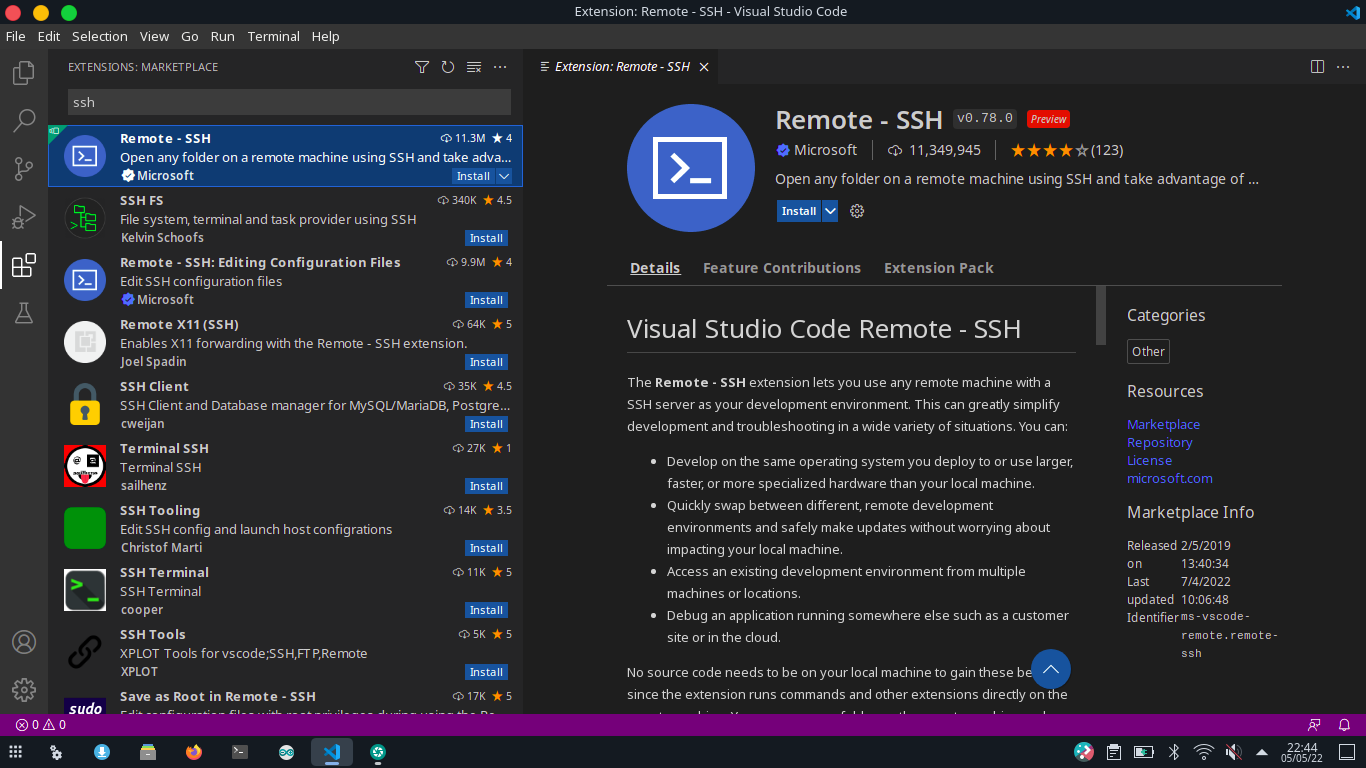 Extension: Remote - SSH - Visual Studio Code
File Edit Selection View Go Run Terminal Help
EXTENSIONS: MARKETPLACE
ssh
Remote - SSH 11.3M 4
Open any folder on a remote machine using SSH and take adva...
Microsoft Install
SSH FS 340K 4.5
File system, terminal and task provider using SSH
Kelvin Schoofs Install
Remote - SSH: Editing Configuration Files 9.9M 4
Edit SSH configuration files
Microsoft Install
Remote X11 (SSH) 64K 5
Enables X11 forwarding with the Remote - SSH extension.
Joel Spadin Install
SSH Client 35K 4.5
SSH Client and Database manager for MySQL/MariaDB, Postgre...
cweijan Install
Terminal SSH 27K 1
Terminal SSH
sailhenz Install
SSH Tooling 14K 3.5
Edit SSH config and launch host configrations
Christof Marti Install
SSH Terminal 11K 5
SSH Terminal
cooper Install
SSH Tools 5K 5
XPLOT Tools for vscode;SSH,FTP,Remote
XPLOT Install
Save as Root in Remote - SSH 17K 5
sudo
Edit configuration files with root privileges during using the Re...
Extension: Remote - SSH
Remote - SSH v0.78.0 Preview
Microsoft 11,349,945 (123)
Open any folder on a remote machine using SSH and take advantage of ...
Install
Details Feature Contributions Extension Pack
Visual Studio Code Remote - SSH
The Remote - SSH extension lets you use any remote machine with a
SSH server as your development environment. This can greatly simplify
development and troubleshooting in a wide variety of situations. You can:
• Develop on the same operating system you deploy to or use larger,
faster, or more specialized hardware than your local machine.
• Quickly swap between different, remote development
environments and safely make updates without worrying about
impacting your local machine.
• Access an existing development environment from multiple
machines or locations.
• Debug an application running somewhere else such as a customer
site or in the cloud.
No source code needs to be on your local machine to gain these be
since the extension runs commands and other extensions directly on the
Categories
Other
Resources
Marketplace
Repository
License
microsoft.com
Marketplace Info
Released 2/5/2019
on 13:40:34
Last 7/4/2022
updated 10:06:48
Identifier ms-vscode-
remote.remote-
ssh
0 0
22:44
05/05/22